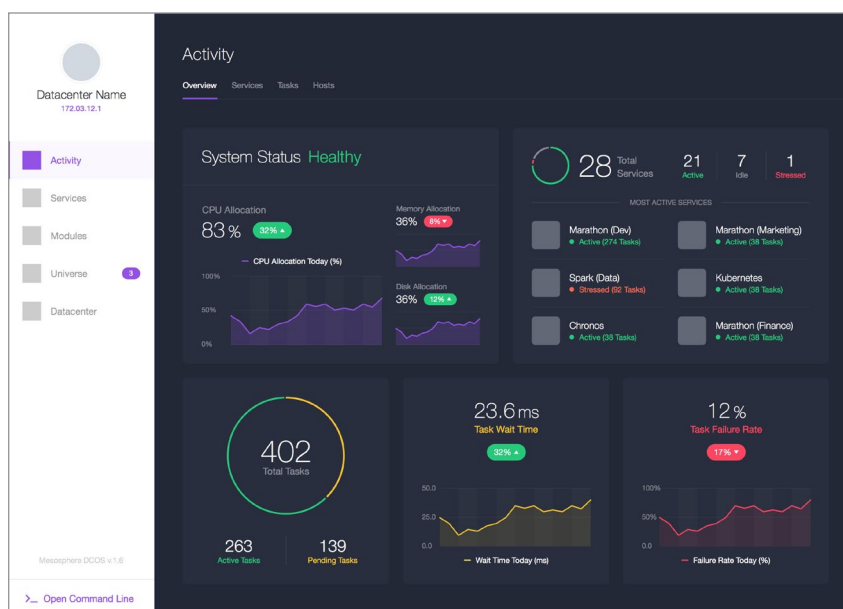 Datacenter Name
172.03.12.1
Activity
Services
Modules
Universe 3
Datacenter
Mesosphere DCOS v.1.6
>_ Open Command Line
Activity
Overview Services Tasks Hosts
System Status Healthy
CPU Allocation
83 % 32% ▲
CPU Allocation Today (%)
100%
50%
0%
Memory Allocation
36% 8% ▼
Disk Allocation
36% 12% ▲
28 Total Services
21 Active
7 Idle
1 Stressed
MOST ACTIVE SERVICES
Marathon (Dev)
Active (274 Tasks)
Marathon (Marketing)
Active (38 Tasks)
Spark (Data)
Stressed (92 Tasks)
Kubernetes
Active (38 Tasks)
Chronos
Active (38 Tasks)
Marathon (Finance)
Active (38 Tasks)
402
Total Tasks
263
Active Tasks
139
Pending Tasks
23.6 ms
Task Wait Time
32% ▲
50.0
25.0
0.0
Wait Time Today (ms)
12 %
Task Failure Rate
17% ▼
100%
50%
0.0
Failure Rate Today (%)